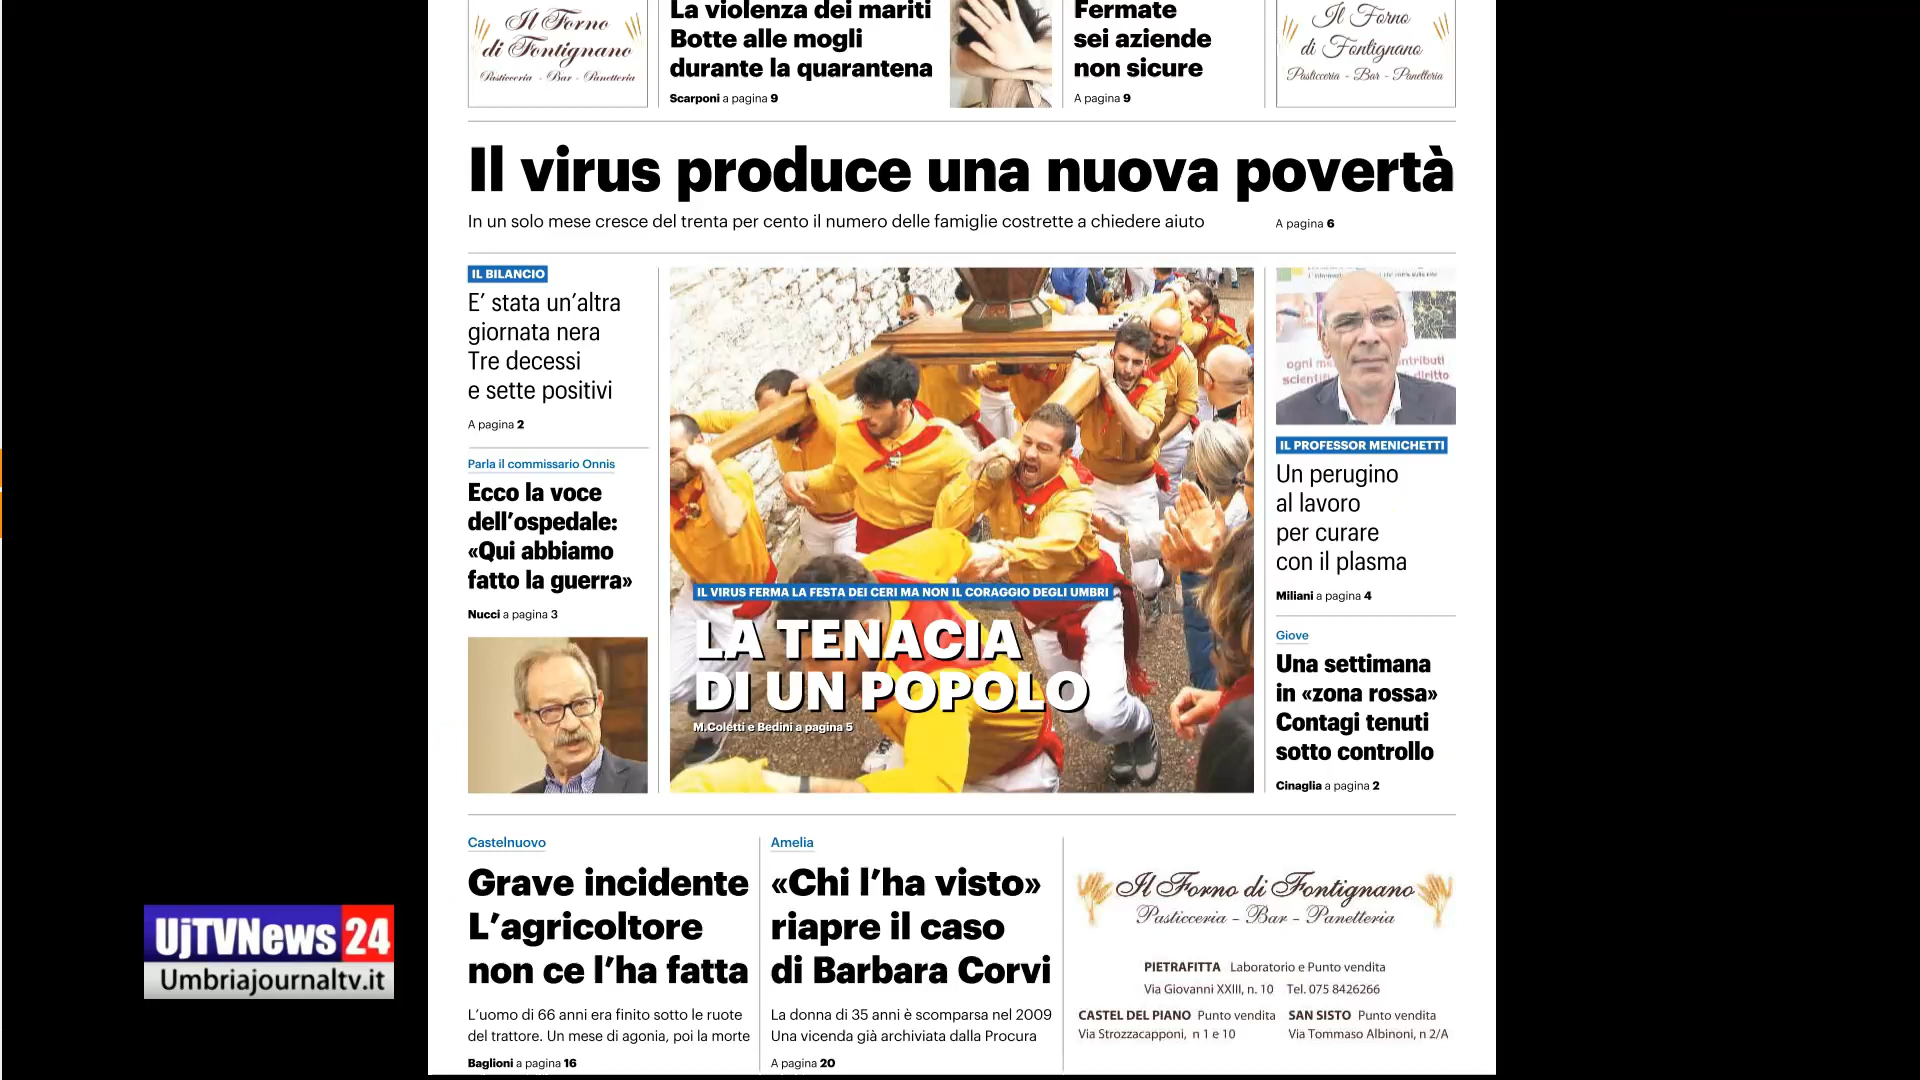 Il Forno
di Fontignano
Pasticceria - Bar - Panetteria
La violenza dei mariti
Botte alle mogli
durante la quarantena
Scarponi a pagina 9
Fermate
sei aziende
non sicure
A pagina 9
Il Forno
di Fontignano
Pasticceria - Bar - Panetteria
Il virus produce una nuova povertà
In un solo mese cresce del trenta per cento il numero delle famiglie costrette a chiedere aiuto
A pagina 6
IL BILANCIO
E’ stata un’altra
giornata nera
Tre decessi
e sette positivi
A pagina 2
Parla il commissario Onnis
Ecco la voce
dell’ospedale:
«Qui abbiamo
fatto la guerra»
Nucci a pagina 3
IL VIRUS FERMA LA FESTA DEI CERI MA NON IL CORAGGIO DEGLI UMBRI
LA TENACIA
DI UN POPOLO
M.Coletti e Bedini a pagina 5
ogni
diritto
IL PROFESSOR MENICHETTI
Un perugino
al lavoro
per curare
con il plasma
Miliani a pagina 4
Giove
Una settimana
in «zona rossa»
Contagi tenuti
sotto controllo
Cinaglia a pagina 2
Castelnuovo
Grave incidente
L’agricoltore
non ce l’ha fatta
L’uomo di 66 anni era finito sotto le ruote
del trattore. Un mese di agonia, poi la morte
Baglioni a pagina 16
Amelia
«Chi l’ha visto»
riapre il caso
di Barbara Corvi
La donna di 35 anni è scomparsa nel 2009
Una vicenda già archiviata dalla Procura
A pagina 20
Il Forno di Fontignano
Pasticceria - Bar - Panetteria
PIETRAFITTA Laboratorio e Punto vendita
Via Giovanni XXIII, n. 10 Tel. 075 8426266
CASTEL DEL PIANO Punto vendita
Via Strozzacapponi, n 1 e 10
SAN SISTO Punto vendita
Via Tommaso Albinoni, n 2/A
UjTVNews 24
Umbriajournaltv.it